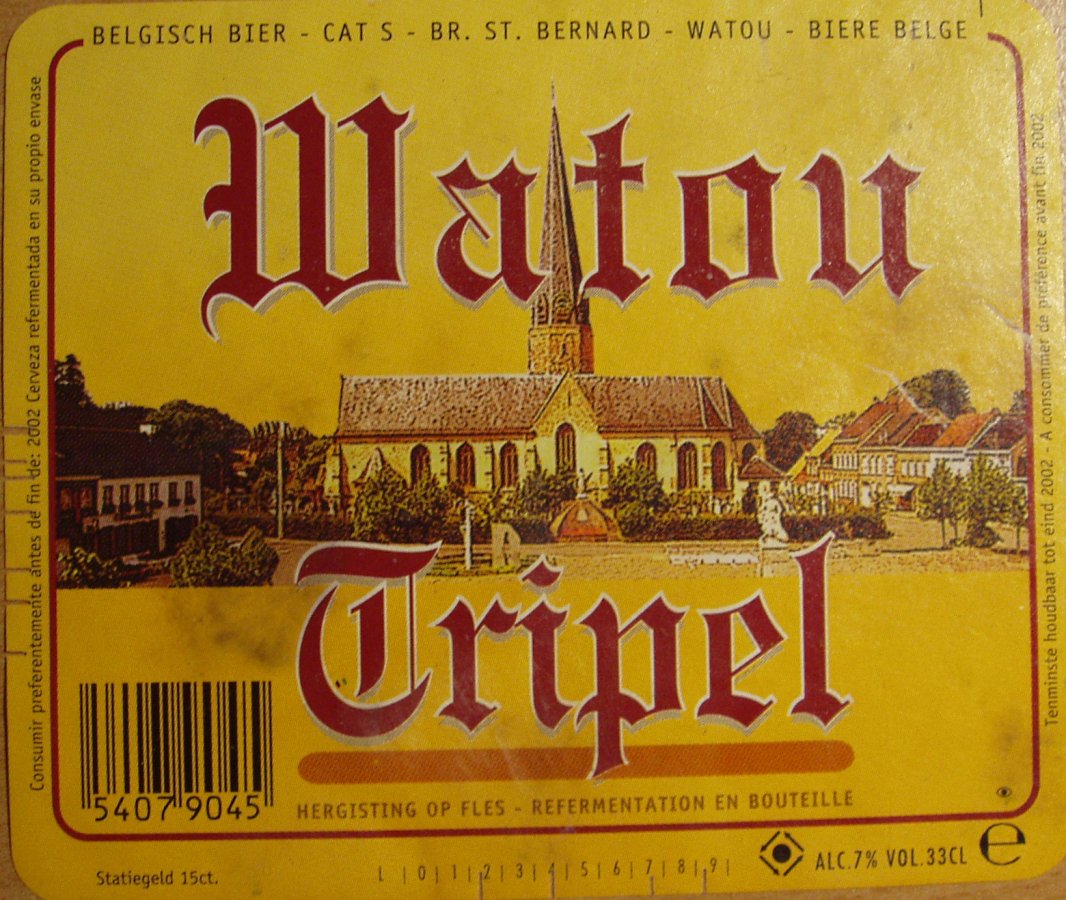 BELGISCH BIER - CAT S - BR. ST. BERNARD - WATOU - BIERE BELGE
Watou
Tripel
HERGISTING OP FLES - REFERMENTATION EN BOUTEILLE
54079045
Statiegeld 15ct.
L | 0 | 1 | 2 | 3 | 4 | 5 | 6 | 7 | 8 | 9 |
ALC.7% VOL.33CL e
Consumir preferentemente antes de fin de: 2002 Cerveza refermentada en su propio envase
Tenminste houdbaar tot eind 2002 - A consommer de préférence avant fin 2002